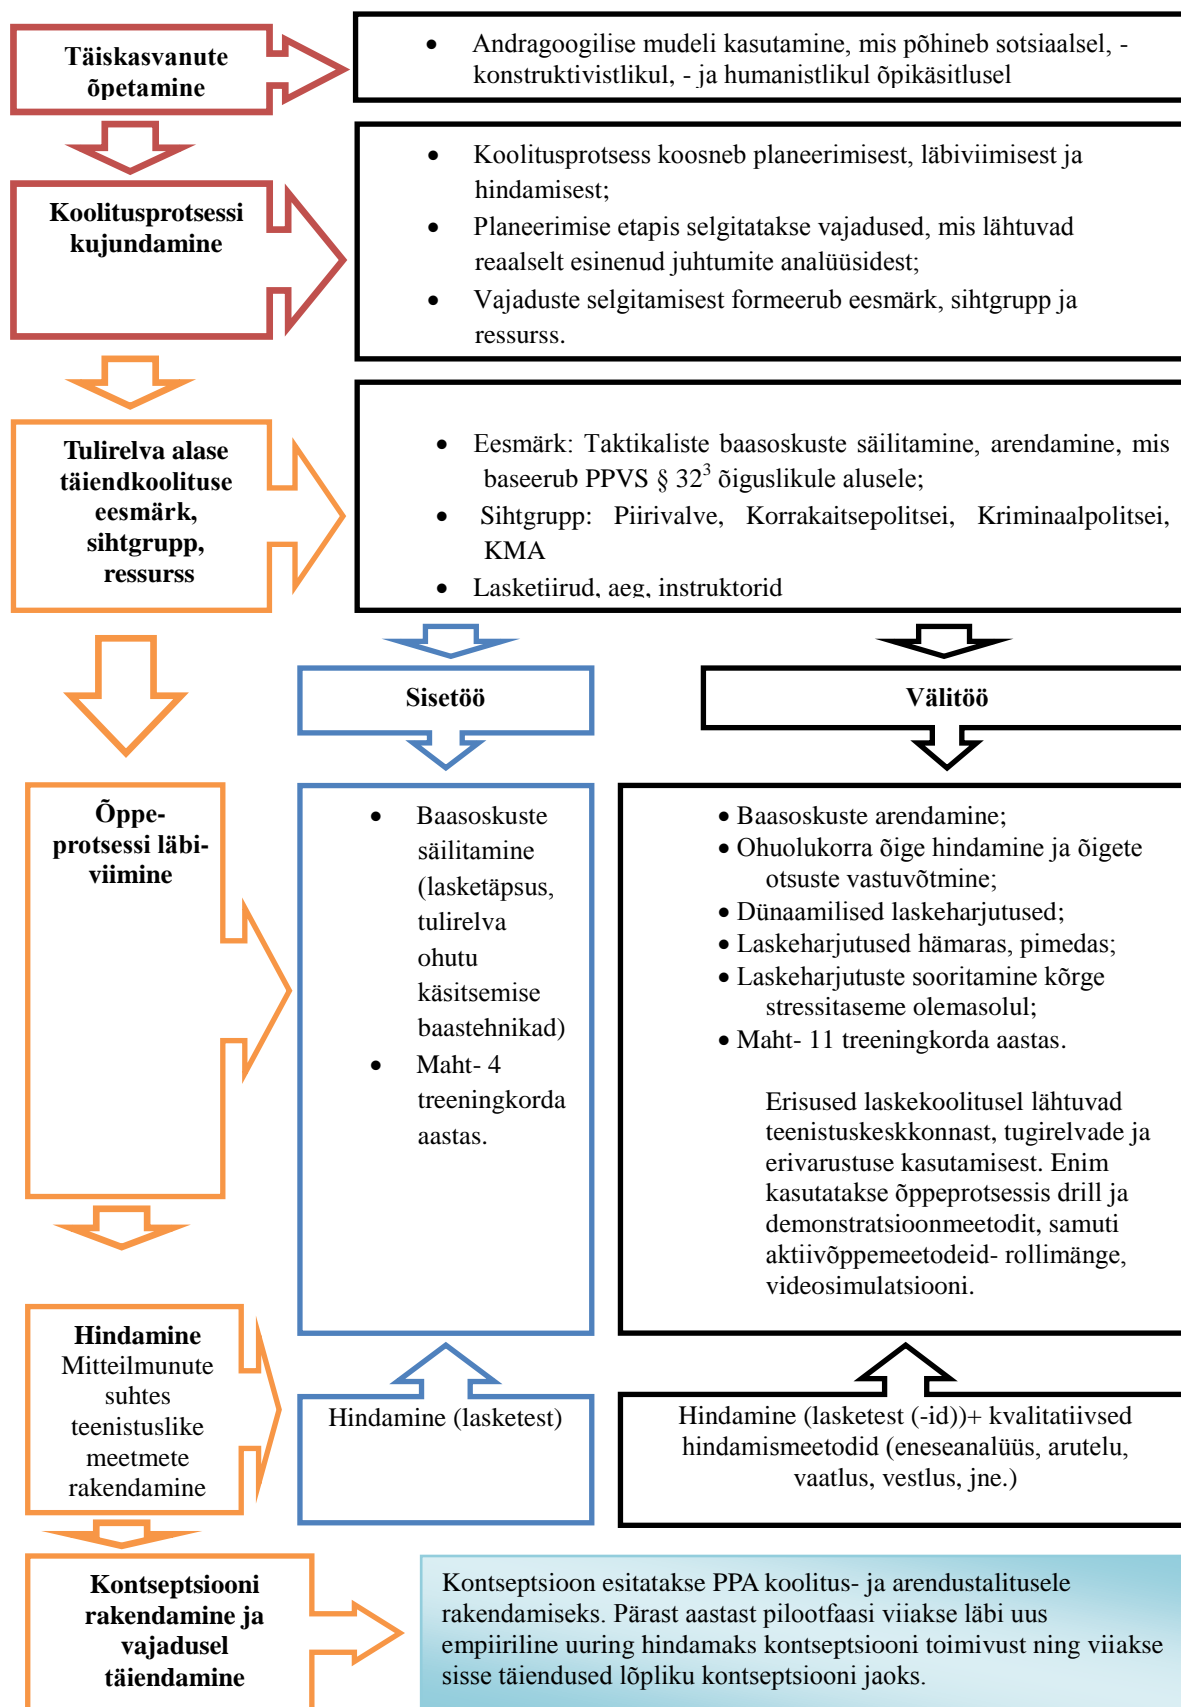 Täiskasvanute
õpetamine
• Andragoogilise mudeli kasutamine, mis põhineb sotsiaalsel, -
konstruktivistlikul, - ja humanistlikul õpikäsitlusel
Koolitusprotsessi
kujundamine
• Koolitusprotsess koosneb planeerimisest, läbiviimisest ja
hindamisest;
• Planeerimise etapis selgitatakse vajadused, mis lähtuvad
reaalselt esinenud juhtumite analüüsidest;
• Vajaduste selgitamisest formeerub eesmärk, sihtgrupp ja
ressurss.
Tulirelva alase
täiendkoolituse
eesmärk,
sihtgrupp,
ressurss
• Eesmärk: Taktikaliste baasoskuste säilitamine, arendamine, mis
baseerub PPVS § 32³ õiguslikule alusele;
• Sihtgrupp: Piirivalve, Korrakaitsepolitsei, Kriminaalpolitsei,
KMA
• Lasketiirud, aeg, instruktorid
Sisetöö
Välitöö
Õppe-
protsessi läbi-
viimine
• Baasoskuste
säilitamine
(lasketäpsus,
tulirelva
ohutu
käsitsemise
baastehnikad)
• Maht- 4
treeningkorda
aastas.
• Baasoskuste arendamine;
• Ohuolukorra õige hindamine ja õigete
otsuste vastuvõtmine;
• Dünaamilised laskeharjutused;
• Laskeharjutused hämaras, pimedas;
• Laskeharjutuste sooritamine kõrge
stressitaseme olemasolul;
• Maht- 11 treeningkorda aastas.
Erisused laskekoolitusel lähtuvad
teenistuskeskkonnast, tugirelvade ja
erivarustuse kasutamisest. Enim
kasutatakse õppeprotsessis drill ja
demonstratsioonmeetodit, samuti
aktiivõppemeetodeid- rollimänge,
videosimulatsiooni.
Hindamine
Mitteilmunute
suhtes
teenistuslike
meetmete
rakendamine
Hindamine (lasketest)
Hindamine (lasketest (-id))+ kvalitatiivsed
hindamismeetodid (eneseanalüüs, arutelu,
vaatlus, vestlus, jne.)
Kontseptsiooni
rakendamine ja
vajadusel
täiendamine
Kontseptsioon esitatakse PPA koolitus- ja arendustalitusele
rakendamiseks. Pärast aastast pilootfaasi viiakse läbi uus
empiiriline uuring hindamaks kontseptsiooni toimivust ning viiakse
sisse täiendused lõpliku kontseptsiooni jaoks.